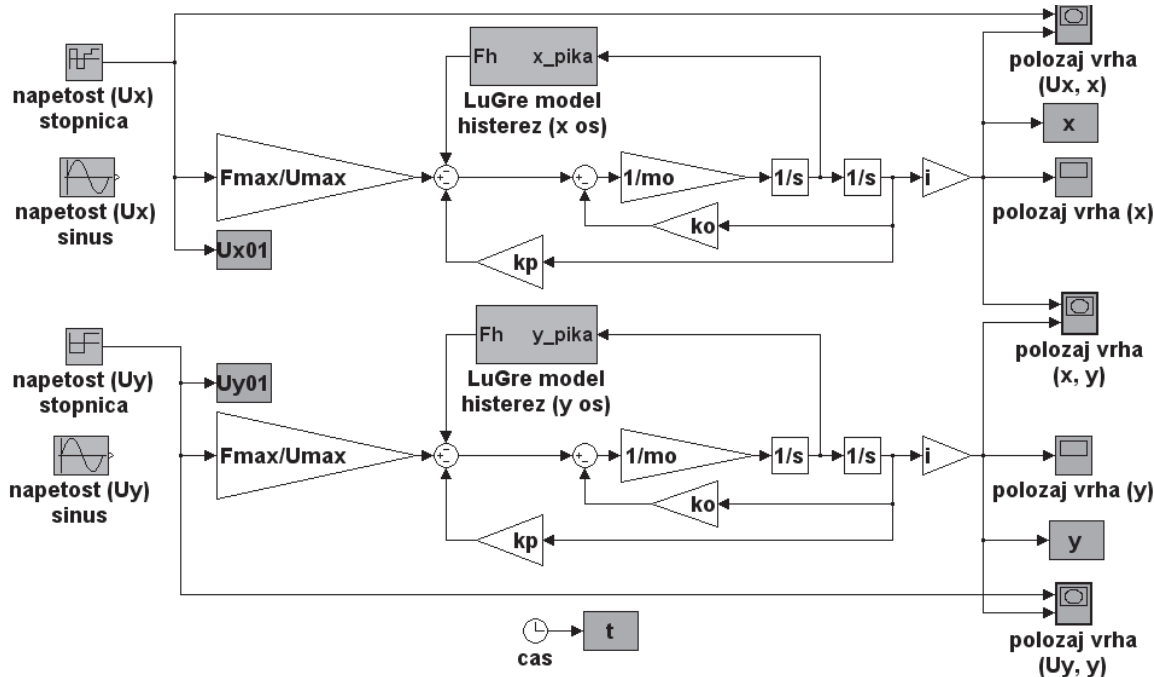 napetost (Ux)
stopnica
napetost (Ux)
sinus
Fmax/Umax
Ux01
Fh x_pika
LuGre model
histerez (x os)
1/mo
1/s
1/s
i
ko
kp
polozaj vrha
(Ux, x)
x
polozaj vrha (x)
polozaj vrha
(x, y)
napetost (Uy)
stopnica
napetost (Uy)
sinus
Uy01
Fmax/Umax
Fh y_pika
LuGre model
histerez (y os)
1/mo
1/s
1/s
i
ko
kp
polozaj vrha (y)
y
polozaj vrha
(Uy, y)
t
cas